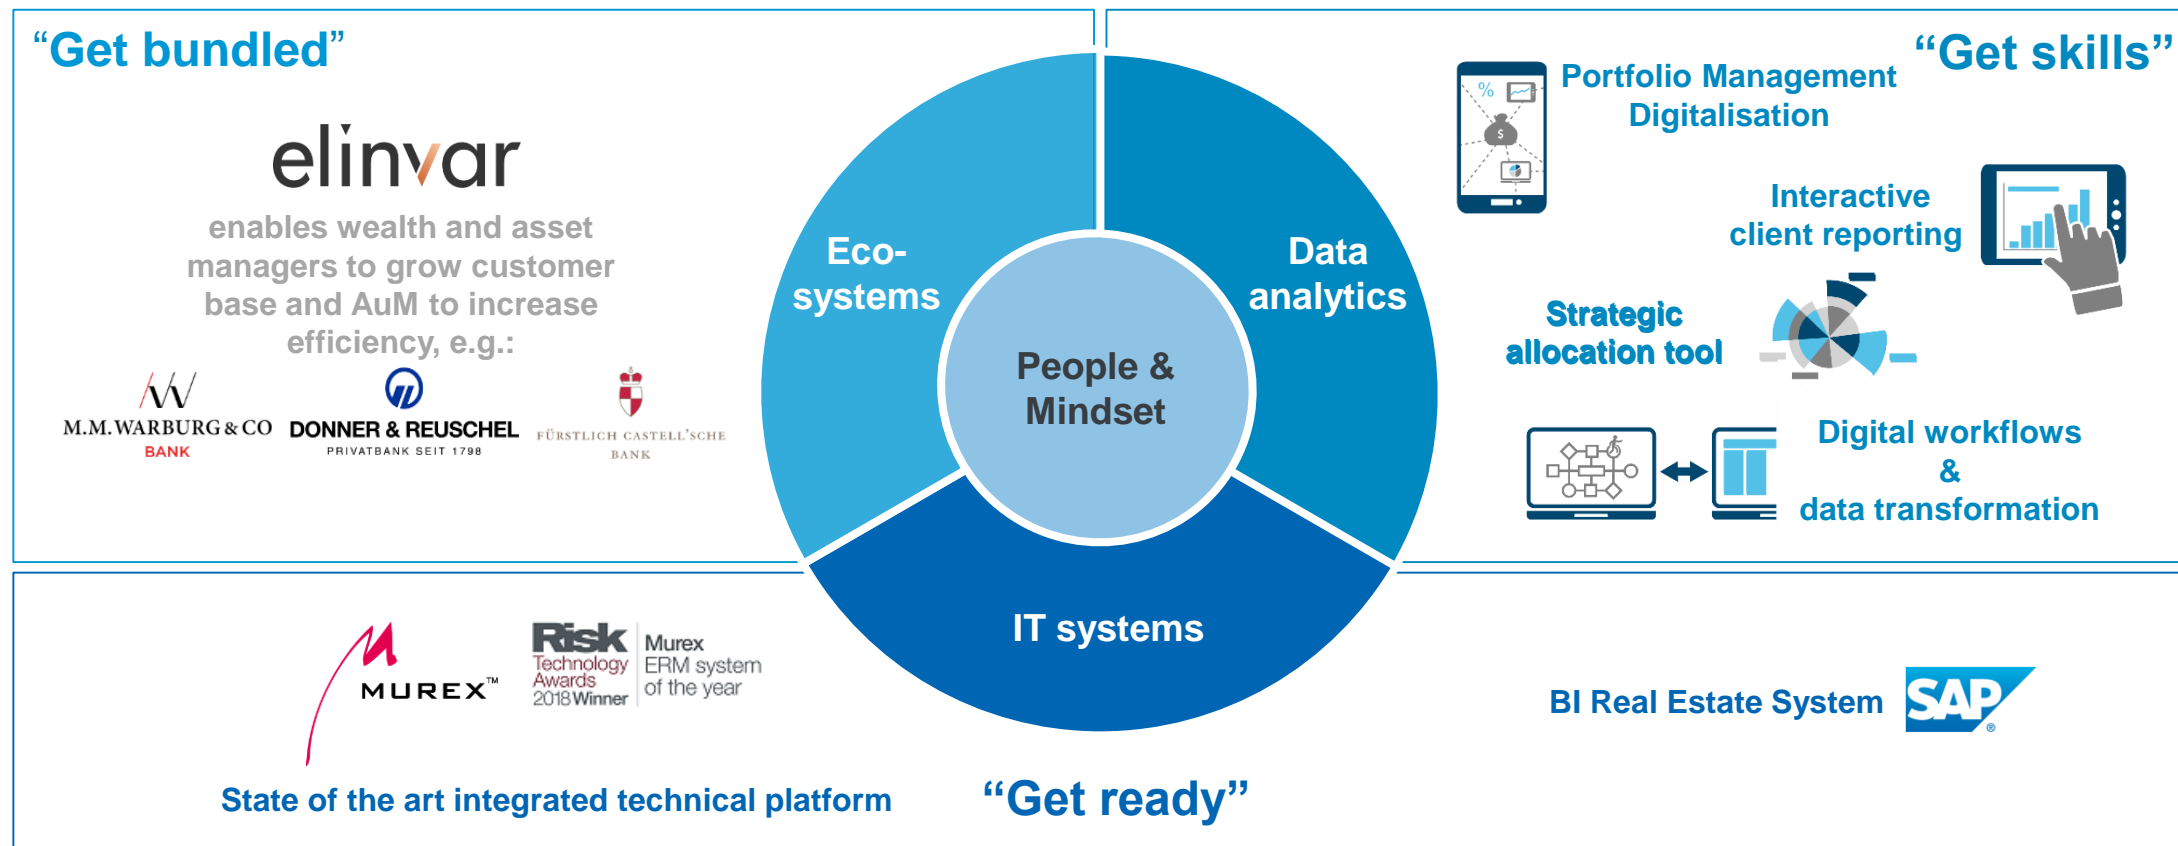 “Get bundled”
elinvar
enables wealth and asset
managers to grow customer
base and AuM to increase
efficiency, e.g.:
M.M.WARBURG & CO
BANK
DONNER & REUSCHEL
PRIVATBANK SEIT 1798
FÜRSTLICH CASTELL'SCHE
BANK
“Get skills”
Portfolio Management
Digitalisation
%
$
Interactive
client reporting
Strategic
allocation tool
Digital workflows
&
data transformation
Eco-
systems
Data
analytics
People &
Mindset
IT systems
MUREX™
Risk
Technology
Awards
2018 Winner
Murex
ERM system
of the year
State of the art integrated technical platform
“Get ready”
BI Real Estate System
SAP®